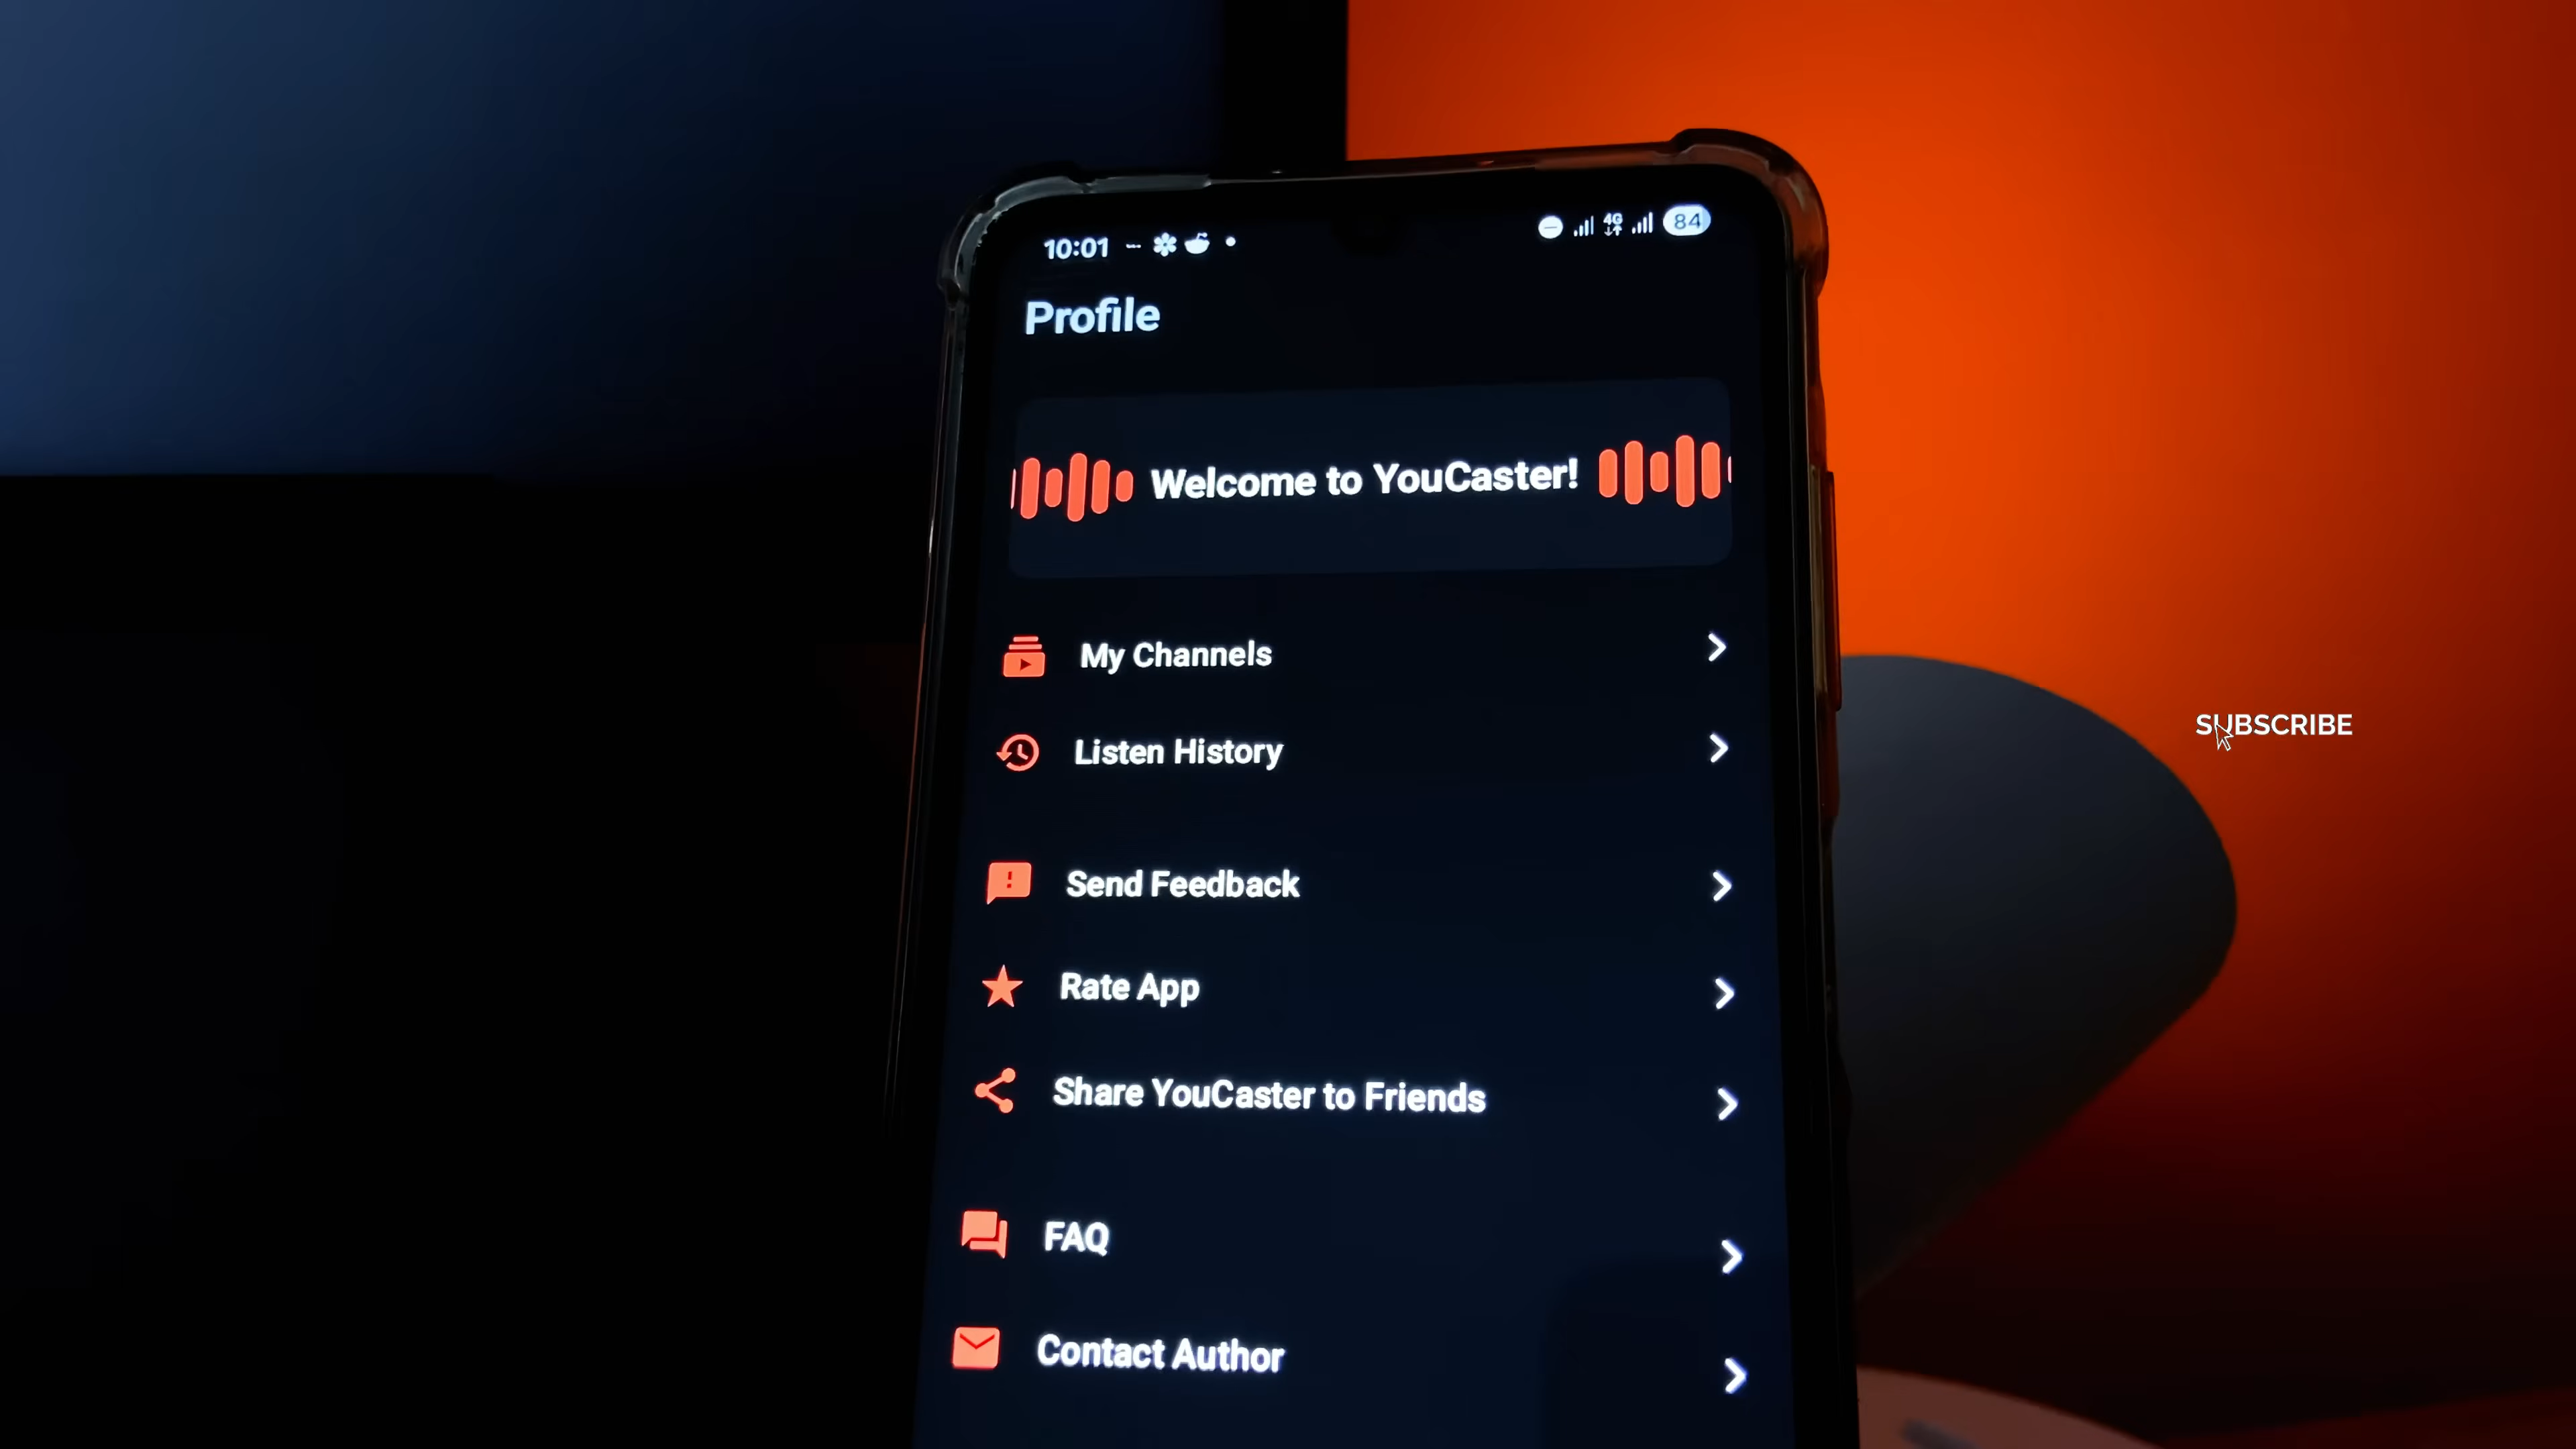 10:01
4G
84
Profile
Welcome to YouCaster!
My Channels
Listen History
Send Feedback
Rate App
Share YouCaster to Friends
SUBSCRIBE
FAQ
Contact Author